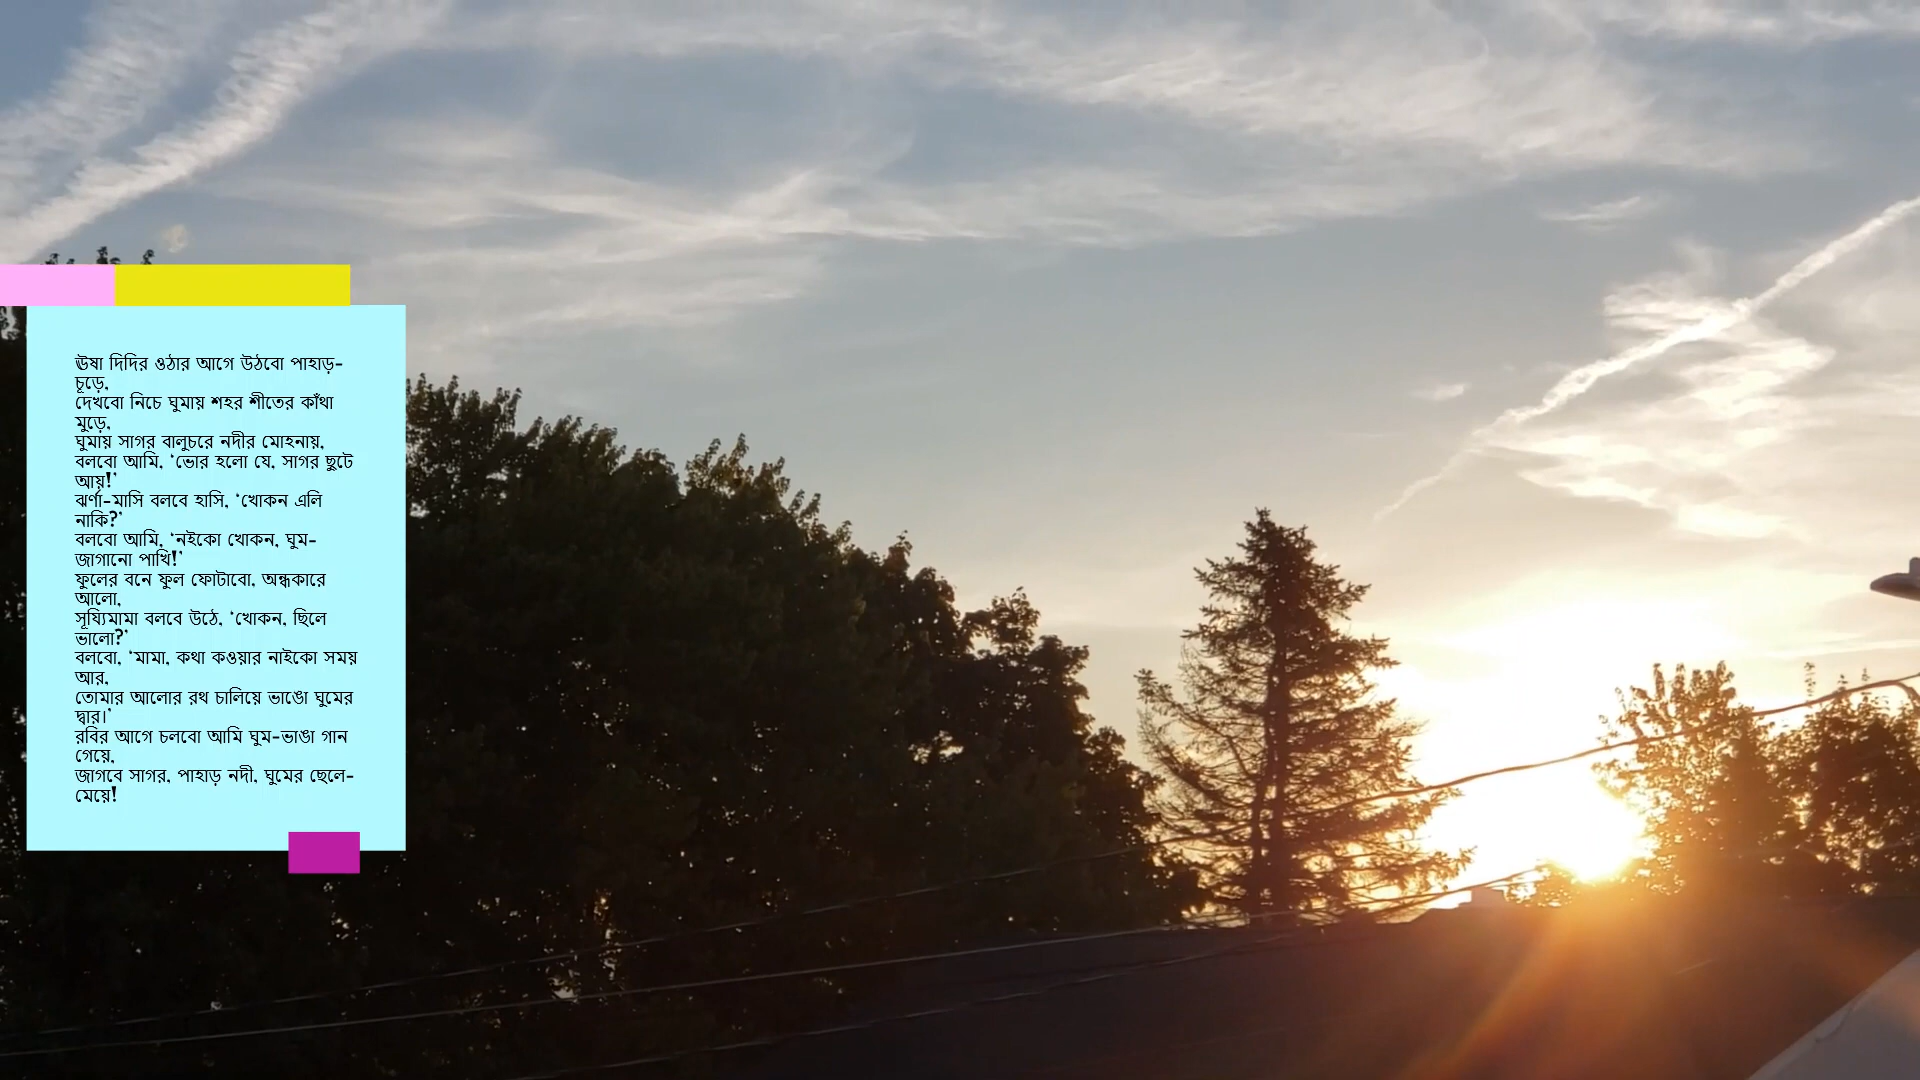 ঊষা দিদির ওঠার আগে উঠবো পাহাড়-
চূড়ে,
দেখবো নিচে ঘুমায় শহর শীতের কাঁথা
মুড়ে,
ঘুমায় সাগর বালুচরে নদীর মোহনায়,
বলবো আমি, ‘ভোর হলো যে, সাগর ছুটে
আয়!’
ঝর্ণা-মাসি বলবে হাসি, ‘খোকন এলি
নাকি?’
বলবো আমি, ‘নইকো খোকন, ঘুম-
জাগানো পাখি!’
ফুলের বনে ফুল ফোটাবো, অন্ধকারে
আলো,
সূয্যিমামা বলবে উঠে, ‘খোকন, ছিলে
ভালো?’
বলবো, ‘মামা, কথা কওয়ার নাইকো সময়
আর,
তোমার আলোর রথ চালিয়ে ভাঙো ঘুমের
দ্বার।’
রবির আগে চলবো আমি ঘুম-ভাঙা গান
গেয়ে,
জাগবে সাগর, পাহাড় নদী, ঘুমের ছেলে-
মেয়ে!